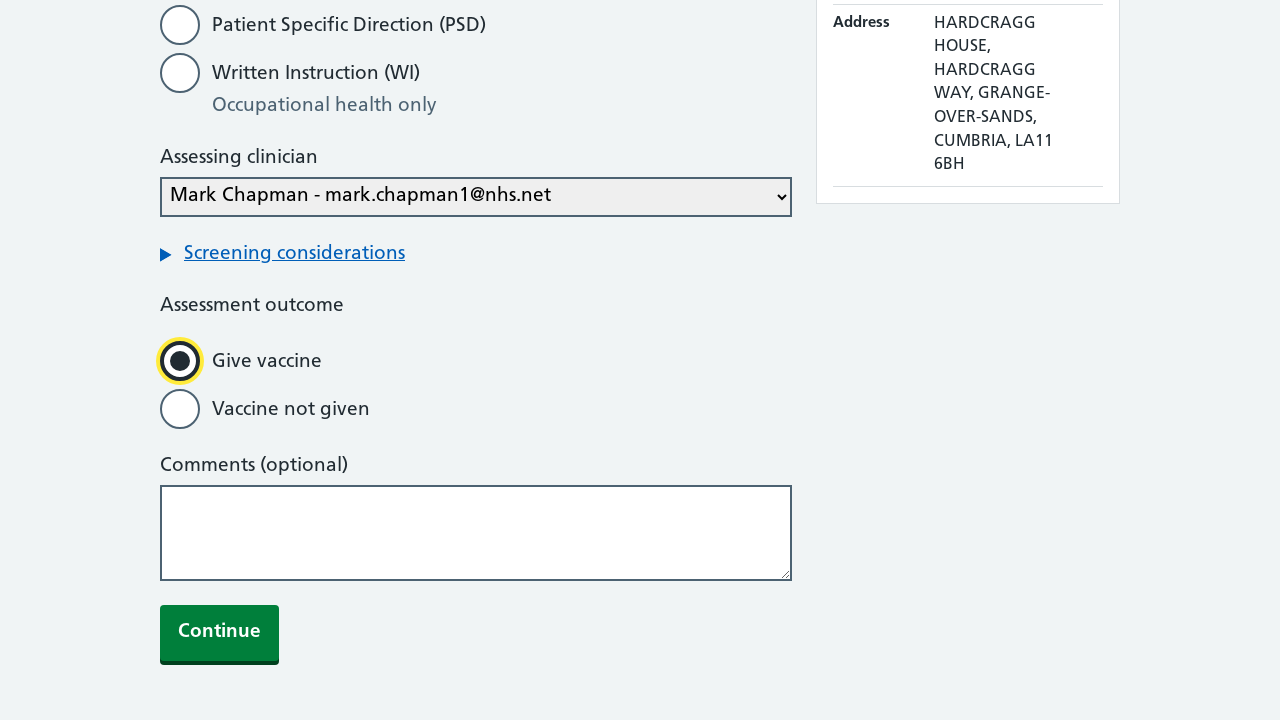 Patient Specific Direction (PSD)
Written Instruction (WI)
Occupational health only
Assessing clinician
Mark Chapman - mark.chapman1@nhs.net
Screening considerations
Assessment outcome
Give vaccine
Vaccine not given
Comments (optional)
Continue
Address
HARDCRAGG
HOUSE,
HARDCRAGG
WAY, GRANGE-
OVER-SANDS,
CUMBRIA, LA11
6BH